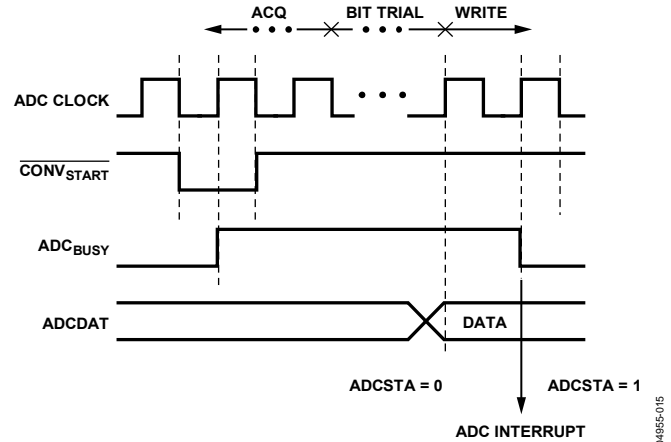 ACQ BIT TRIAL WRITE
ADC CLOCK
CONVSTART
ADCBUSY
ADCDAT DATA
ADCSTA = 0 ADCSTA = 1
ADC INTERRUPT
04955-015